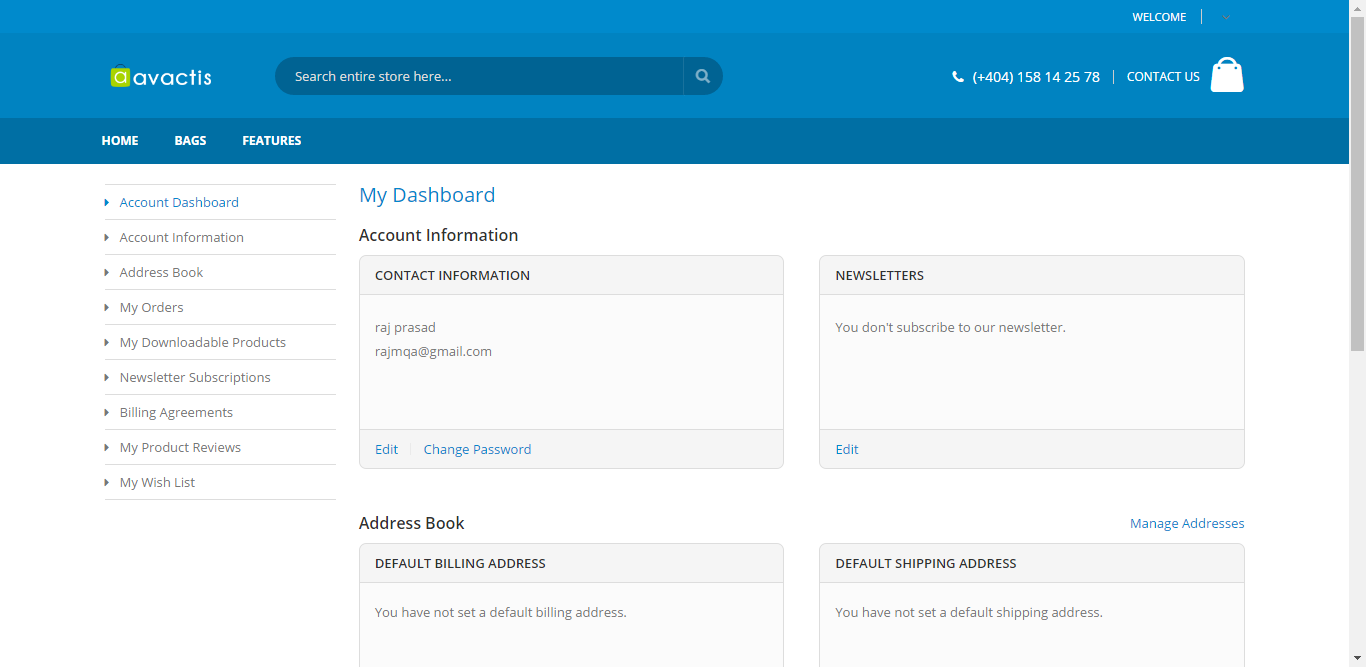 WELCOME
avactis
Search entire store here...
(+404) 158 14 25 78
CONTACT US
HOME
BAGS
FEATURES
Account Dashboard
Account Information
Address Book
My Orders
My Downloadable Products
Newsletter Subscriptions
Billing Agreements
My Product Reviews
My Wish List
My Dashboard
Account Information
CONTACT INFORMATION
raj prasad
rajmqa@gmail.com
Edit
Change Password
NEWSLETTERS
You don't subscribe to our newsletter.
Edit
Address Book
Manage Addresses
DEFAULT BILLING ADDRESS
You have not set a default billing address.
DEFAULT SHIPPING ADDRESS
You have not set a default shipping address.